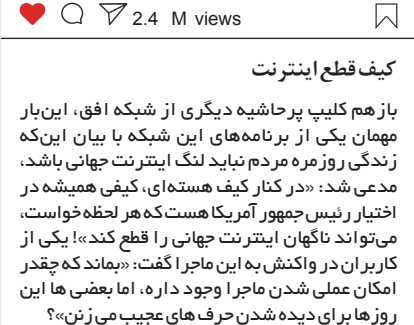 2.4 M views
کیف قطع اینترنت
بازهم کلیپ پرحاشیه دیگری از شبکه افق، این‌بار
مهمان یکی از برنامه‌های این شبکه با بیان این‌که
زندگی روزمره مردم نباید لنگ اینترنت جهانی باشد،
مدعی شد: «در کنار کیف هسته‌ای، کیفی همیشه در
اختیار رئیس‌جمهور آمریکا هست که هر لحظه خواست،
می‌تواند ناگهان اینترنت جهانی را قطع کند»! یکی از
کاربران در واکنش به این ماجرا گفت: «بماند که چقدر
امکان عملی شدن ماجرا وجود داره، اما بعضی ها این
روزها برای دیده شدن حرف های عجیب می زنن»؟